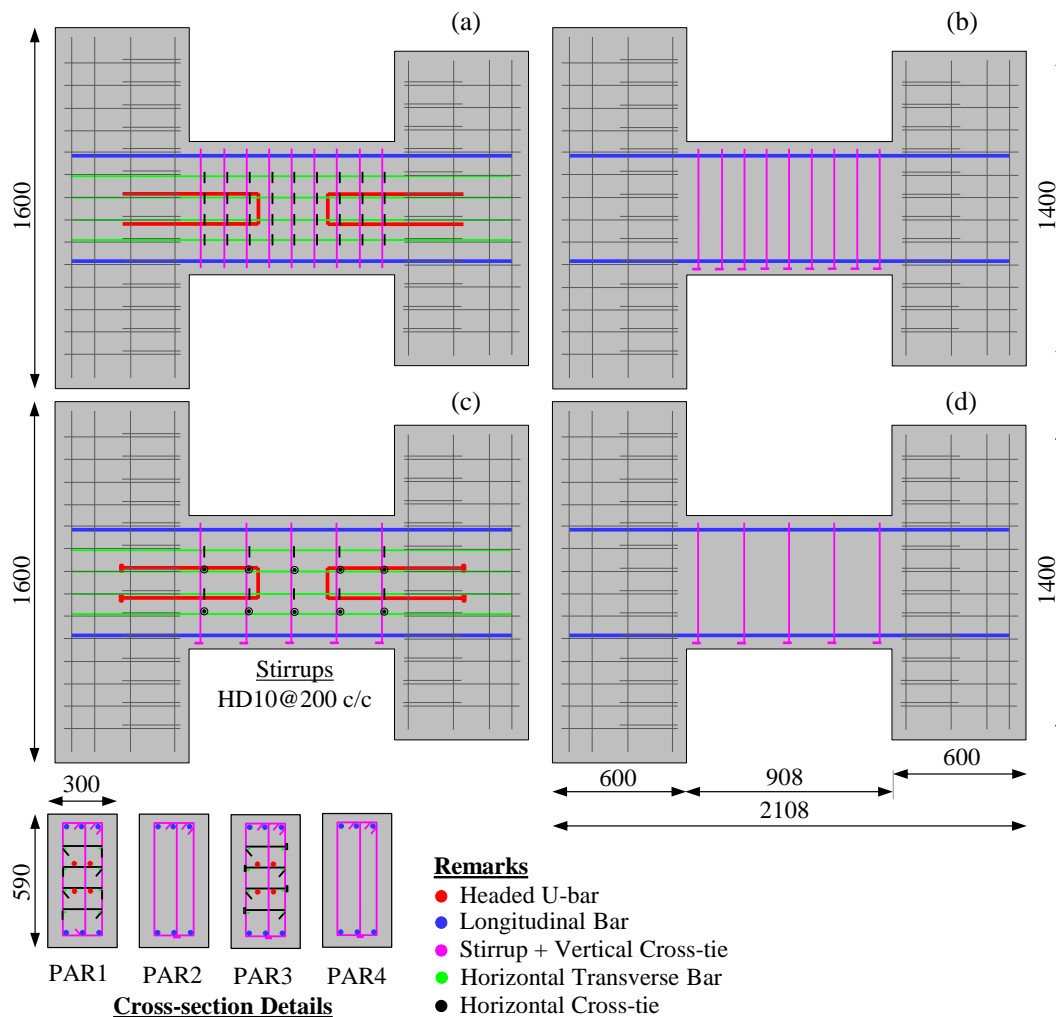 (a)
(b)
1600
1400
(c)
(d)
1600
1400
Stirrups
HD10@200 c/c
600
908
600
2108
300
590
PAR1
PAR2
PAR3
PAR4
Cross-section Details
Remarks
Headed U-bar
Longitudinal Bar
Stirrup + Vertical Cross-tie
Horizontal Transverse Bar
Horizontal Cross-tie